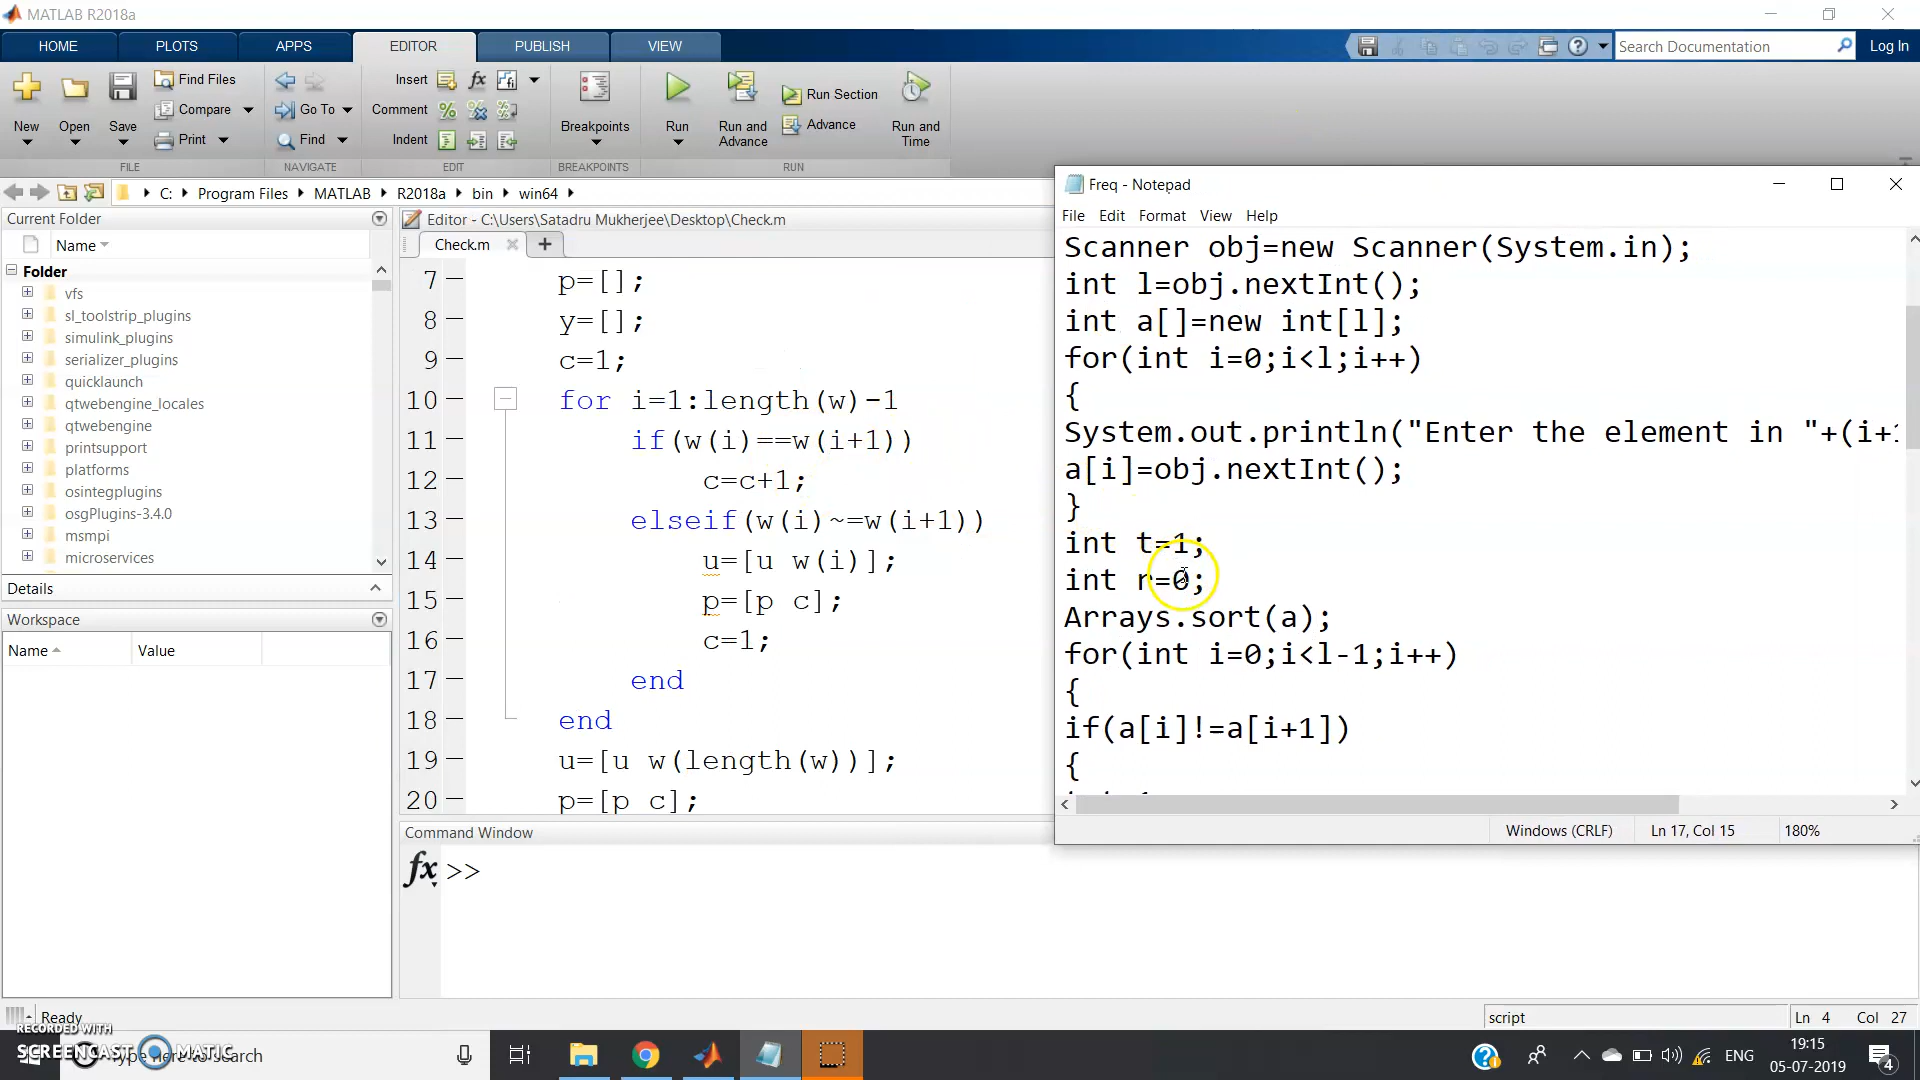 MATLAB R2018a
HOME PLOTS APPS EDITOR PUBLISH VIEW
Search Documentation
Log In
New
Open
Save
Find Files
Compare
Print
FILE
Go To
Find
NAVIGATE
Insert
Comment
Indent
EDIT
Breakpoints
BREAKPOINTS
Run
Run and
Advance
Run Section
Advance
Run and
Time
RUN
C: Program Files MATLAB R2018a bin win64
Current Folder
Name
Folder
vfs
sl_toolstrip_plugins
simulink_plugins
serializer_plugins
quicklaunch
qtwebengine_locales
qtwebengine
printsupport
platforms
osintegplugins
osgPlugins-3.4.0
msmpi
microservices
Details
Workspace
Name Value
Editor - C:\Users\Satadru Mukherjee\Desktop\Check.m
Check.m
7 p=[];
8 y=[];
9 c=1;
10 for i=1:length(w)-1
11 if(w(i)==w(i+1))
12 c=c+1;
13 elseif(w(i)~=w(i+1))
14 u=[u w(i)];
15 p=[p c];
16 c=1;
17 end
18 end
19 u=[u w(length(w))];
20 p=[p c];
Command Window
fx >>
Freq - Notepad
File Edit Format View Help
Scanner obj=new Scanner(System.in);
int l=obj.nextInt();
int a[]=new int[l];
for(int i=0;i<l;i++)
{
System.out.println("Enter the element in "+(i+1
a[i]=obj.nextInt();
}
int t=1;
int r=0;
Arrays.sort(a);
for(int i=0;i<l-1;i++)
{
if(a[i]!=a[i+1])
{
Windows (CRLF) Ln 17, Col 15 180%
Ready
script Ln 4 Col 27
RECORDED WITH
SCREENCAST MATIC
Type here to search
ENG
19:15
05-07-2019
4